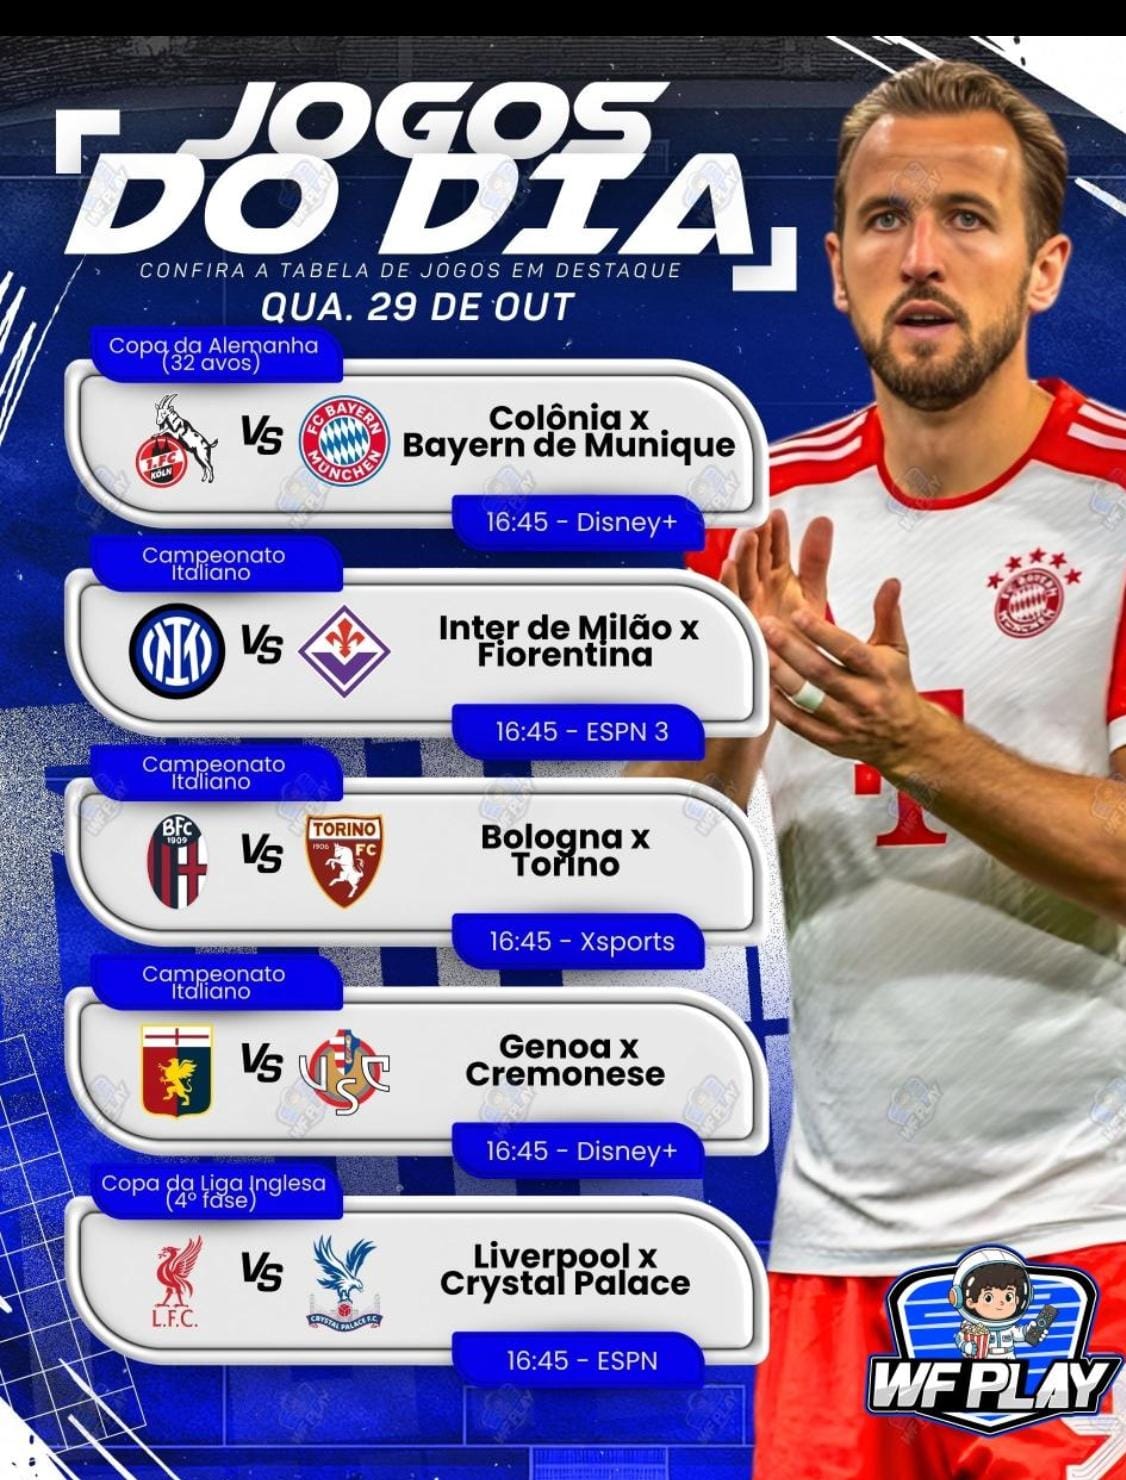 JOGOS
DO DIA
CONFIRA A TABELA DE JOGOS EM DESTAQUE
QUA. 29 DE OUT
Copa da Alemanha
(32 avos)
1.FC
KÖLN
VS
FC BAYERN
MÜNCHEN
Colônia x
Bayern de Munique
16:45 - Disney+
Campeonato
Italiano
VS
Inter de Milão x
Fiorentina
16:45 - ESPN 3
Campeonato
Italiano
BFC
1909
VS
TORINO
1906 FC
Bologna x
Torino
16:45 - Xsports
Campeonato
Italiano
VS
USC
Genoa x
Cremonese
16:45 - Disney+
Copa da Liga Inglesa
(4º fase)
L.F.C.
VS
CRYSTAL PALACE F.C.
Liverpool x
Crystal Palace
16:45 - ESPN
FC BAYERN
MÜNCHEN
T
WF PLAY